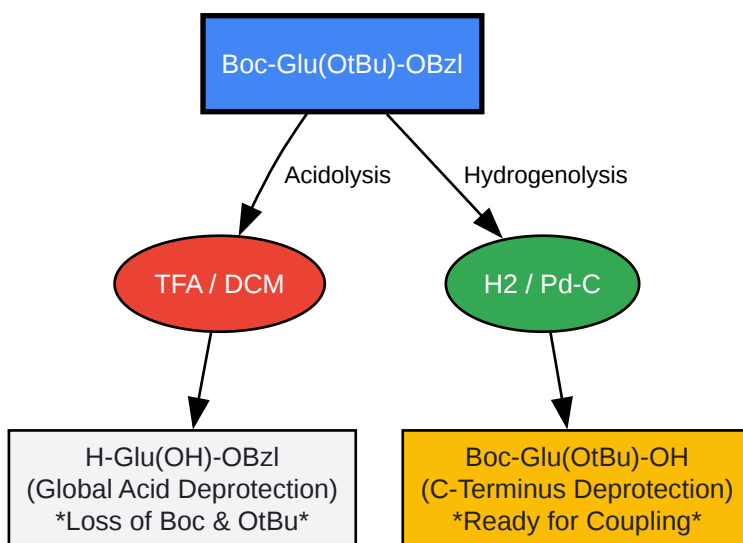 Boc-Glu(OtBu)-OBzl
Acidolysis
Hydrogenolysis
TFA / DCM
H2 / Pd-C
H-Glu(OH)-OBzl
(Global Acid Deprotection)
*Loss of Boc & OtBu*
Boc-Glu(OtBu)-OH
(C-Terminus Deprotection)
*Ready for Coupling*